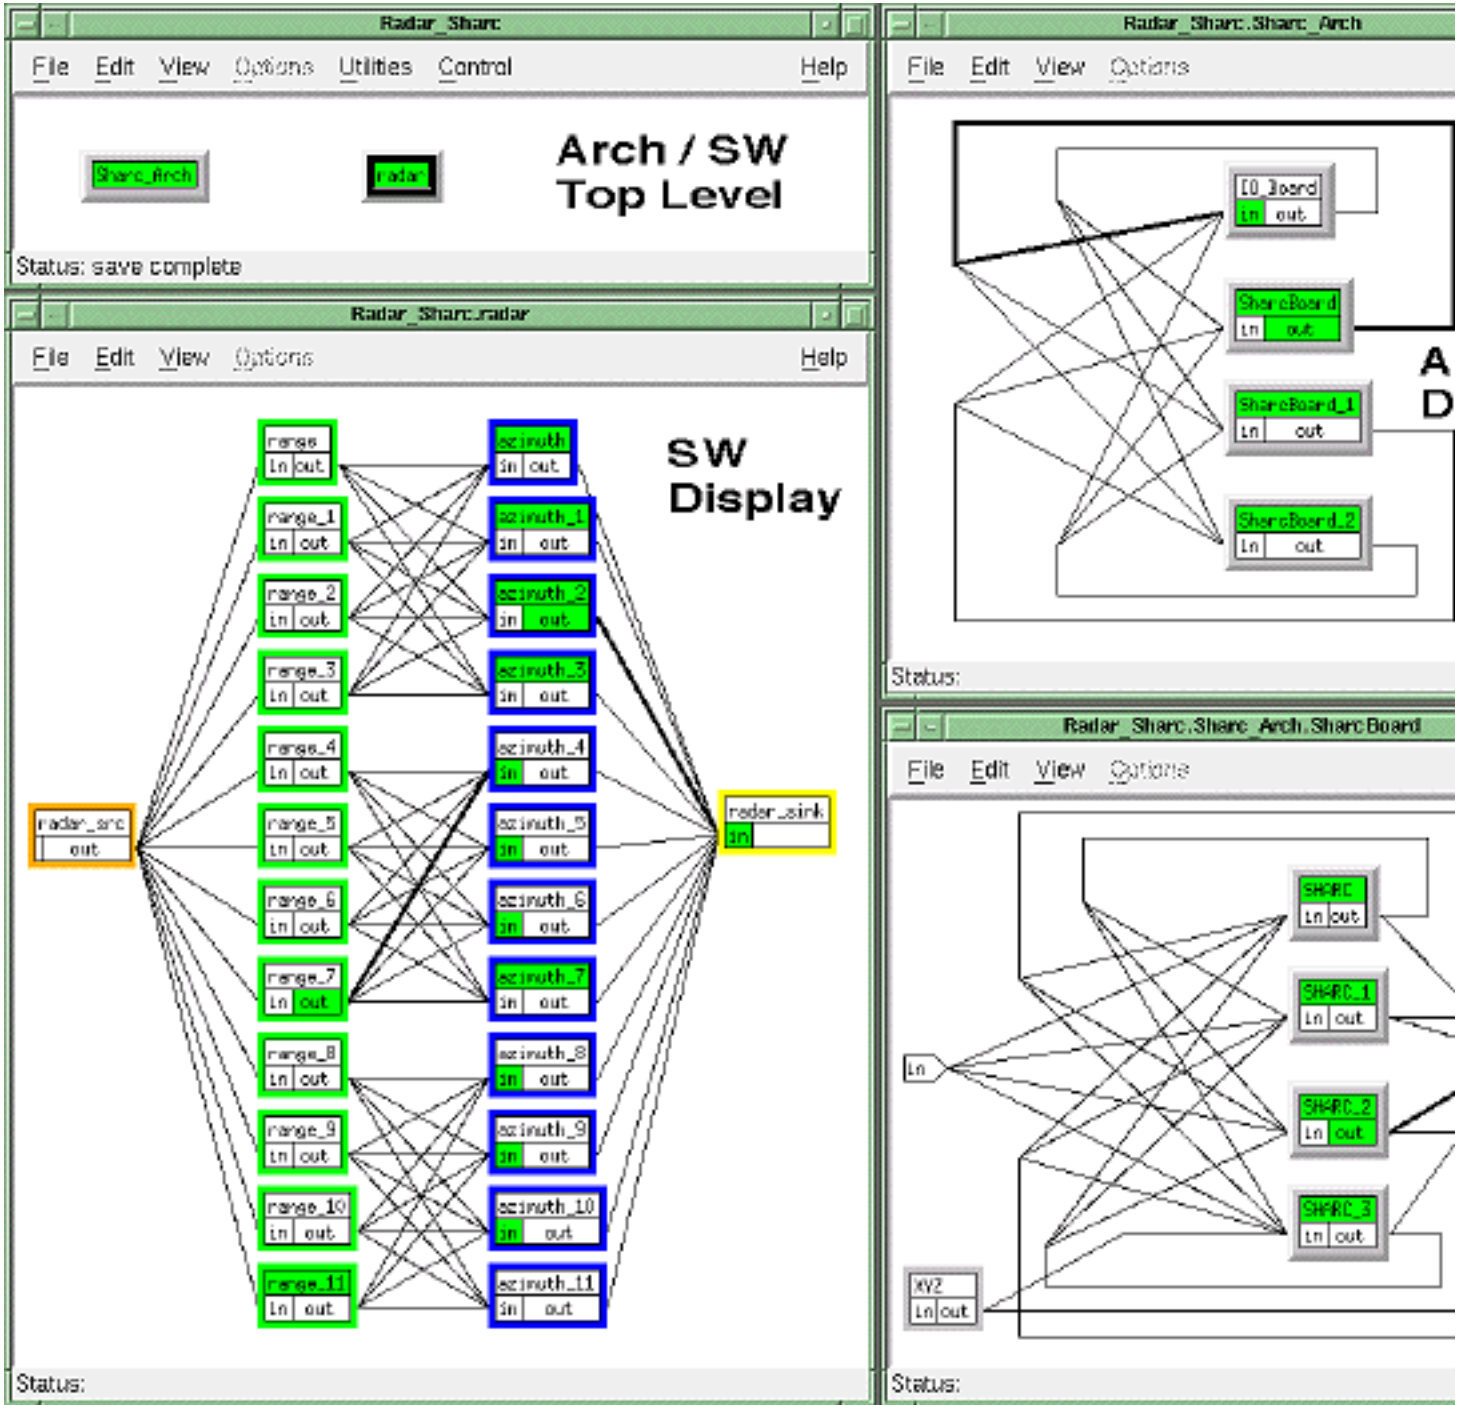 Radar_Sharc
File Edit View Options Utilities Control Help
Sharc_Arch radar
Arch / SW
Top Level
Status: save complete
Radar_Sharc.radar
File Edit View Options Help
SW
Display
range
in out
range_1
in out
range_2
in out
range_3
in out
range_4
in out
range_5
in out
range_6
in out
range_7
in out
range_8
in out
range_9
in out
range_10
in out
range_11
in out
azimuth
in out
azimuth_1
in out
azimuth_2
in out
azimuth_3
in out
azimuth_4
in out
azimuth_5
in out
azimuth_6
in out
azimuth_7
in out
azimuth_8
in out
azimuth_9
in out
azimuth_10
in out
azimuth_11
in out
radar_src
out
radar_sink
in
Status:
Radar_Sharc.Sharc_Arch
File Edit View Options
IO_Board
in out
SharcBoard
in out
SharcBoard_1
in out
SharcBoard_2
in out
A
D
Status:
Radar_Sharc.Sharc_Arch.SharcBoard
File Edit View Options
SHARC
in out
SHARC_1
in out
in
SHARC_2
in out
SHARC_3
in out
XYZ
in out
Status: